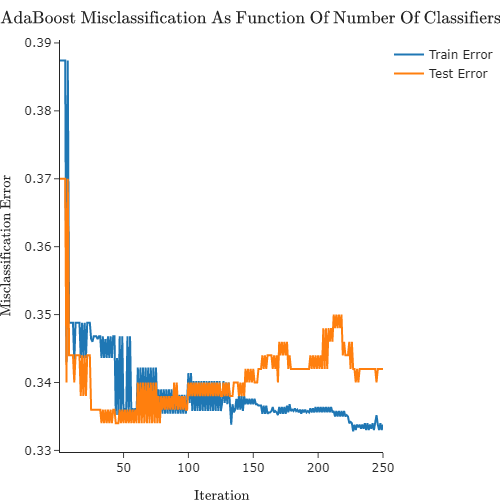 AdaBoost Misclassification As Function Of Number Of Classifiers
Train Error
Test Error
Misclassification Error
0.39
0.38
0.37
0.36
0.35
0.34
0.33
50
100
150
200
250
Iteration